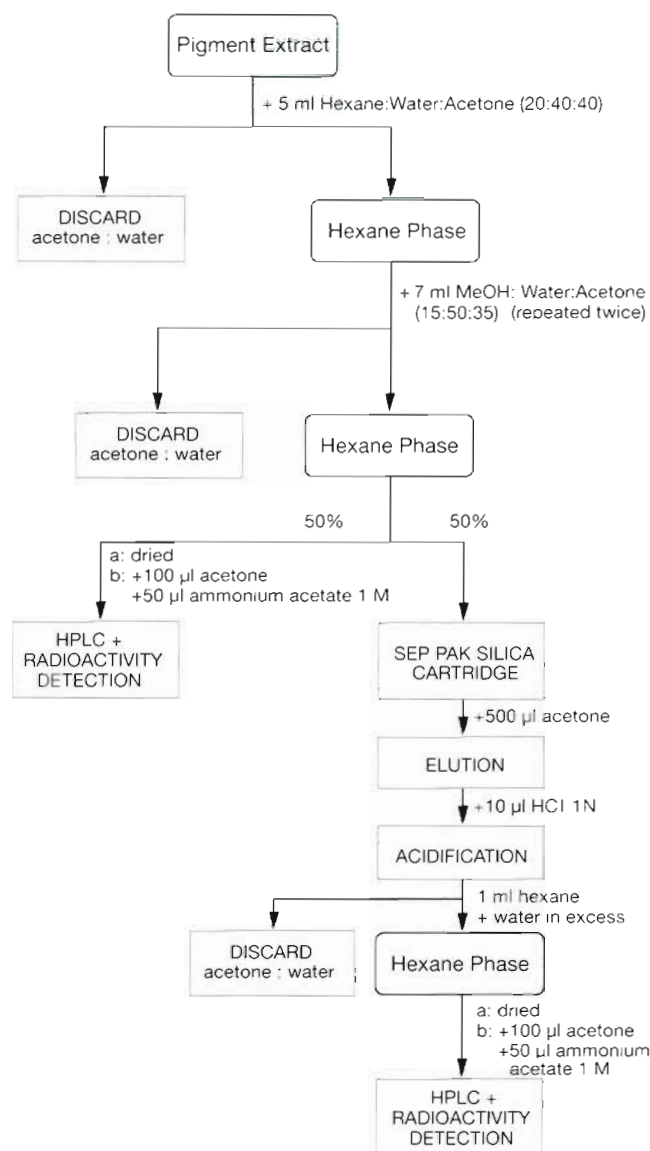 Pigment Extract
+ 5 ml Hexane:Water:Acetone (20:40:40)
DISCARD
acetone : water
Hexane Phase
+ 7 ml MeOH: Water:Acetone
(15:50:35) (repeated twice)
DISCARD
acetone : water
Hexane Phase
50%
50%
a: dried
b: +100 µl acetone
+50 µl ammonium acetate 1 M
HPLC +
RADIOACTIVITY
DETECTION
SEP PAK SILICA
CARTRIDGE
+500 µl acetone
ELUTION
+10 µl HCl 1N
ACIDIFICATION
1 ml hexane
+ water in excess
DISCARD
acetone : water
Hexane Phase
a: dried
b: +100 µl acetone
+50 µl ammonium
acetate 1 M
HPLC +
RADIOACTIVITY
DETECTION